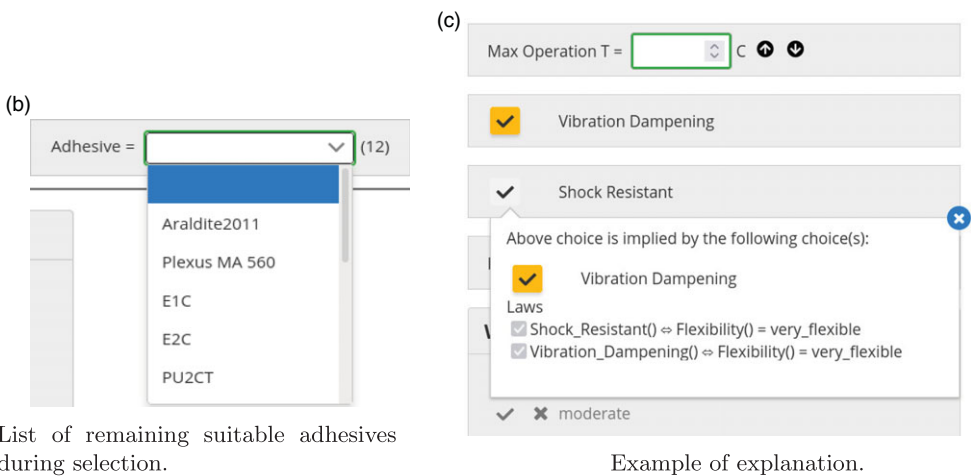 (b)
Adhesive = (12)
Araldite2011
Plexus MA 560
E1C
E2C
PU2CT
List of remaining suitable adhesives
during selection.
(c)
Max Operation T = C
Vibration Dampening
Shock Resistant
Above choice is implied by the following choice(s):
Vibration Dampening
Laws
Shock_Resistant() ⇔ Flexibility() = very_flexible
Vibration_Dampening() ⇔ Flexibility() = very_flexible
moderate
Example of explanation.